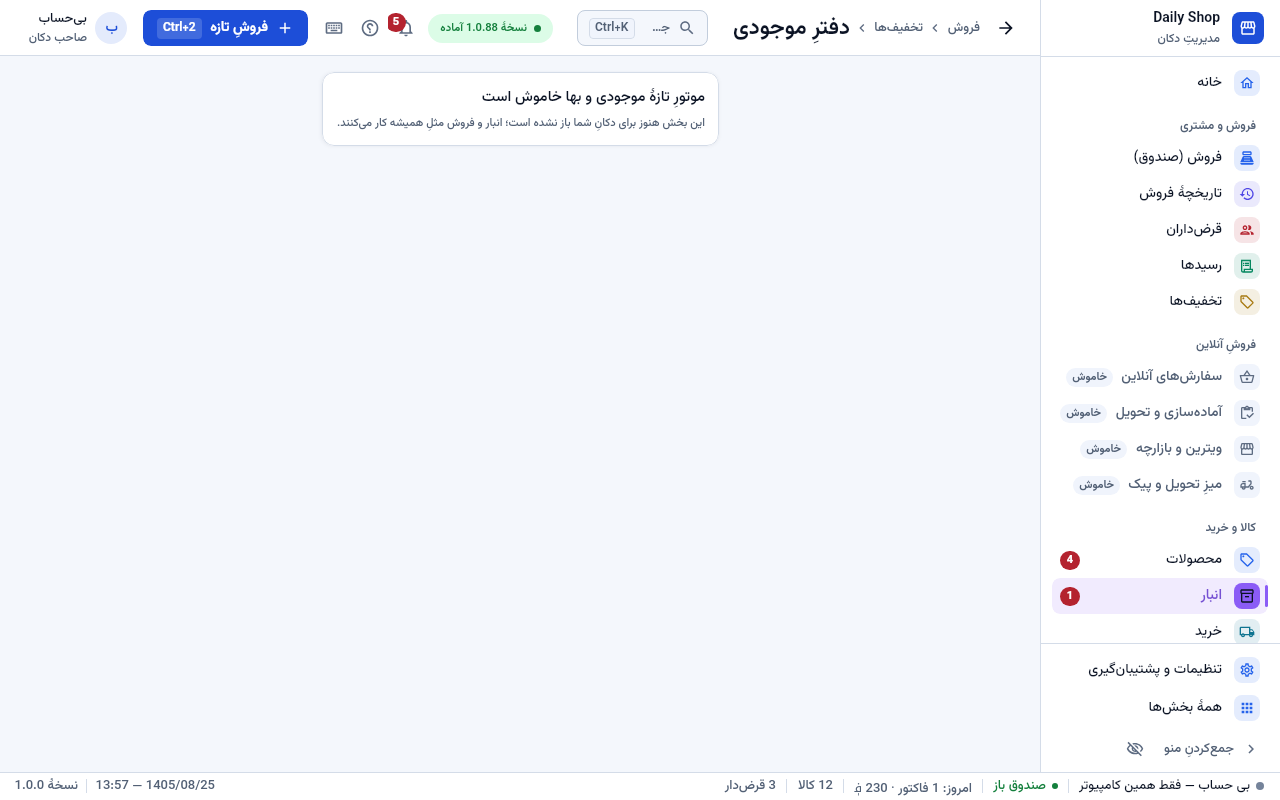 Daily Shop
مدیریتِ دکان
خانه
فروش و مشتری
فروش (صندوق)
تاریخچهٔ فروش
قرض‌داران
رسیدها
تخفیف‌ها
فروشِ آنلاین
سفارش‌های آنلاین خاموش
آماده‌سازی و تحویل خاموش
ویترین و بازارچه خاموش
میزِ تحویل و پیک خاموش
کالا و خرید
محصولات 4
انبار 1
خرید
تنظیمات و پشتیبان‌گیری
همهٔ بخش‌ها
جمع‌کردنِ منو
فروش › تخفیف‌ها › دفترِ موجودی
جـ... Ctrl+K
نسخهٔ 1.0.88 آماده
5
فروشِ تازه Ctrl+2
ب
بی‌حساب
صاحب دکان
موتورِ تازهٔ موجودی و بها خاموش است
این بخش هنوز برای دکانِ شما باز نشده است؛ انبار و فروش مثلِ همیشه کار می‌کنند.
بی حساب — فقط همین کامپیوتر
صندوق باز
امروز: 1 فاکتور · 230
12 کالا
3 قرض‌دار
1405/08/25 — 13:57
نسخهٔ 1.0.0